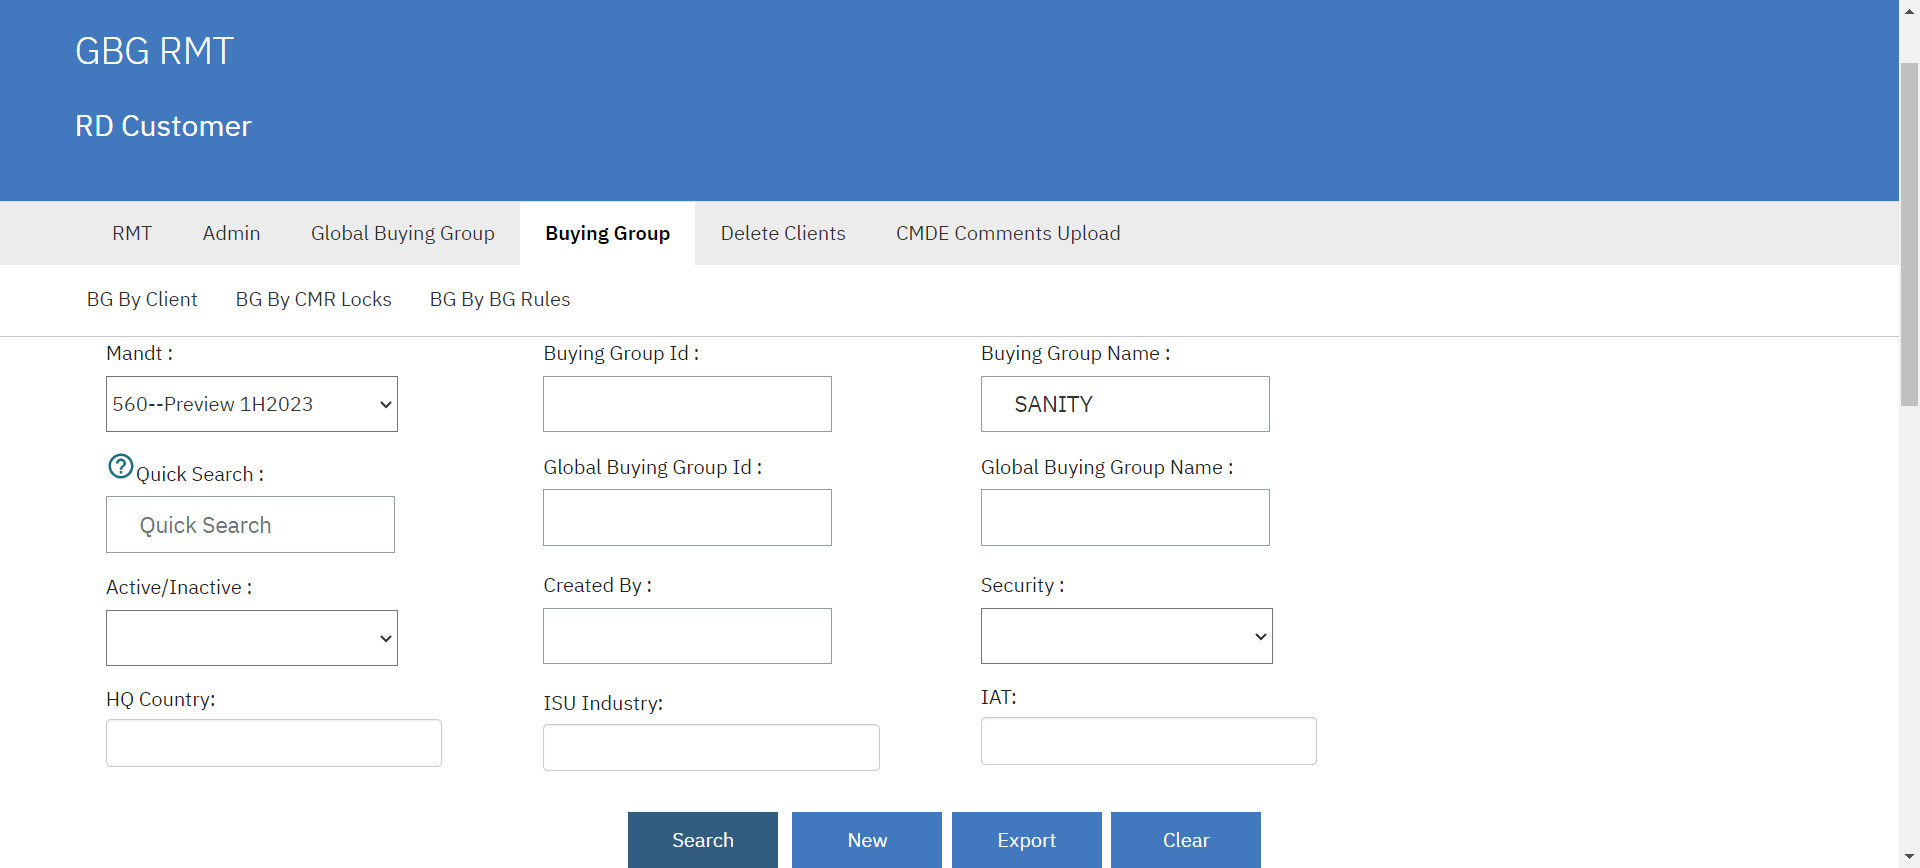 GBG RMT
RD Customer
RMT Admin Global Buying Group Buying Group Delete Clients CMDE Comments Upload
BG By Client BG By CMR Locks BG By BG Rules
Mandt : Buying Group Id : Buying Group Name :
560--Preview 1H2023 SANITY
Quick Search : Global Buying Group Id : Global Buying Group Name :
Quick Search
Active/Inactive : Created By : Security :
HQ Country: ISU Industry: IAT:
Search New Export Clear